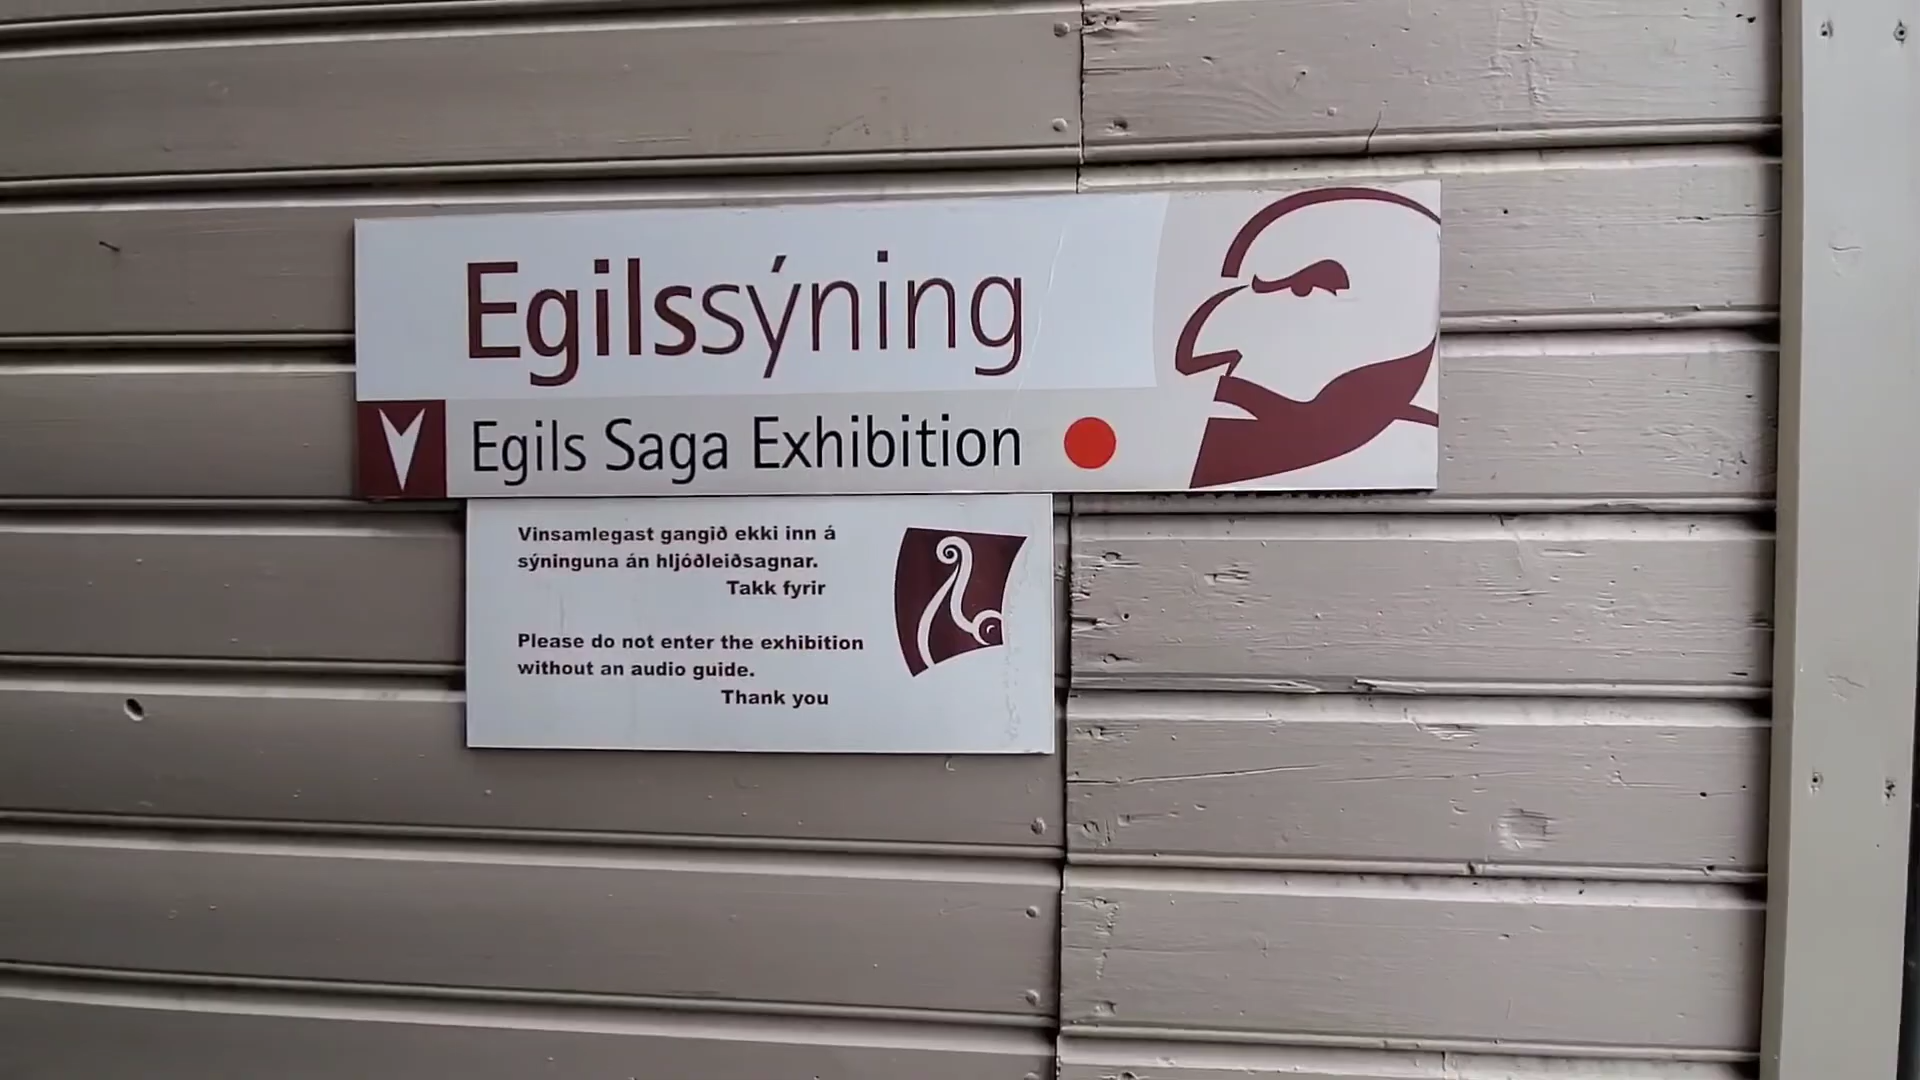 Egilssýning
Egils Saga Exhibition
Vinsamlegast gangið ekki inn á
sýninguna án hljóðleiðsagnar.
Takk fyrir
Please do not enter the exhibition
without an audio guide.
Thank you